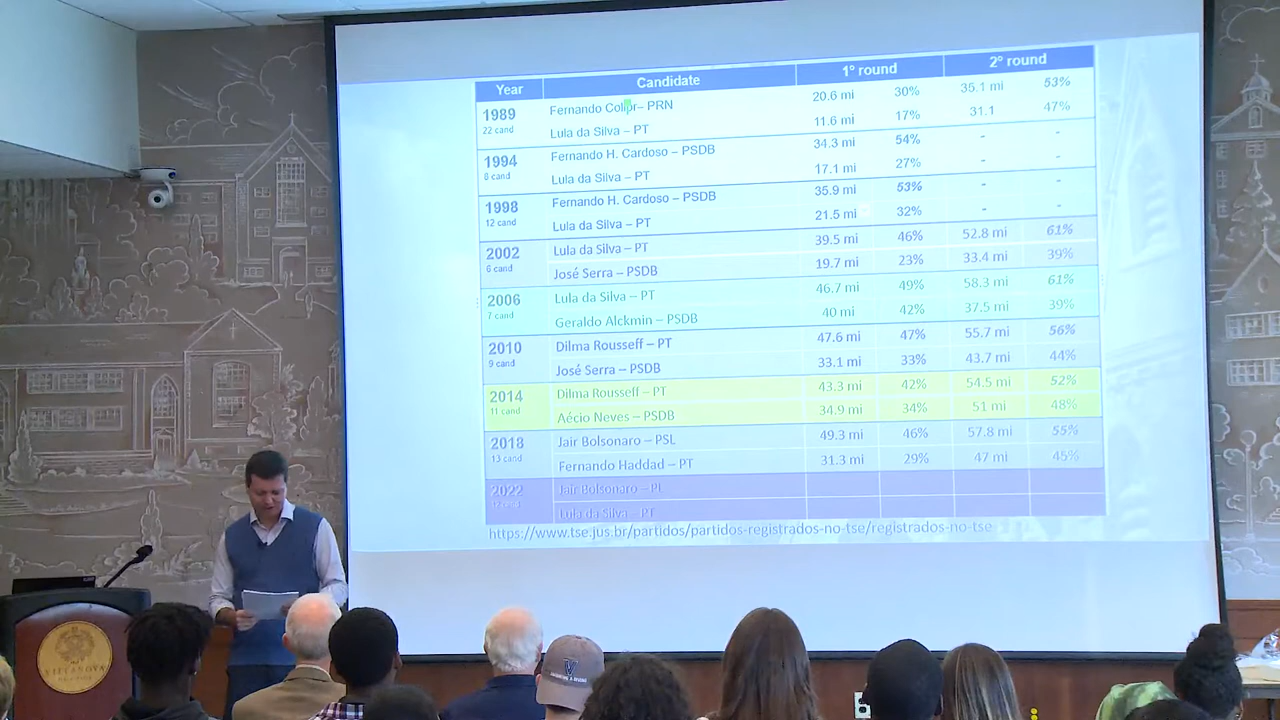 Year Candidate 1º round 2º round
1989 Fernando Collor– PRN 20.6 mi 30% 35.1 mi 53%
22 cand Lula da Silva – PT 11.6 mi 17% 31.1 47%
1994 Fernando H. Cardoso – PSDB 34.3 mi 54% - -
8 cand Lula da Silva – PT 17.1 mi 27% - -
1998 Fernando H. Cardoso – PSDB 35.9 mi 53% - -
12 cand Lula da Silva – PT 21.5 mi 32% - -
2002 Lula da Silva – PT 39.5 mi 46% 52.8 mi 61%
6 cand José Serra – PSDB 19.7 mi 23% 33.4 mi 39%
2006 Lula da Silva – PT 46.7 mi 49% 58.3 mi 61%
7 cand Geraldo Alckmin – PSDB 40 mi 42% 37.5 mi 39%
2010 Dilma Rousseff – PT 47.6 mi 47% 55.7 mi 56%
9 cand José Serra – PSDB 33.1 mi 33% 43.7 mi 44%
2014 Dilma Rousseff – PT 43.3 mi 42% 54.5 mi 52%
11 cand Aécio Neves – PSDB 34.9 mi 34% 51 mi 48%
2018 Jair Bolsonaro – PSL 49.3 mi 46% 57.8 mi 55%
13 cand Fernando Haddad – PT 31.3 mi 29% 47 mi 45%
2022 Jair Bolsonaro – PL
cand Lula da Silva – PT
https://www.tse.jus.br/partidos/partidos-registrados-no-tse/registrados-no-tse
VILLANOVA
V